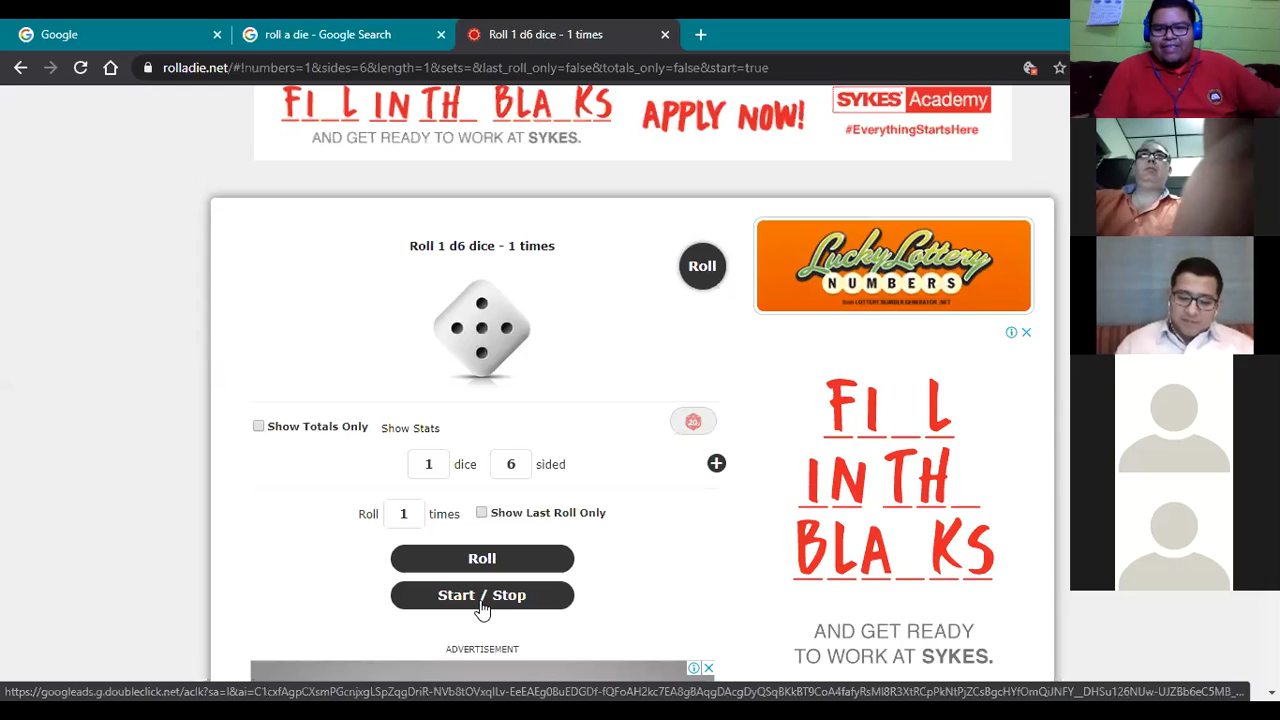 Google
roll a die - Google Search
Roll 1 d6 dice - 1 times
rolladie.net/#!numbers=1&sides=6&length=1&sets=&last_roll_only=false&totals_only=false&start=true
FI_L IN TH_ BLA_KS
AND GET READY TO WORK AT SYKES.
APPLY NOW!
SYKES Academy
#EverythingStartsHere
Roll 1 d6 dice - 1 times
Roll
Lucky Lottery
NUMBERS
Show Totals Only Show Stats
20
1 dice 6 sided
Roll 1 times Show Last Roll Only
Roll
Start / Stop
ADVERTISEMENT
FI_L
IN TH_
BLA_KS
AND GET READY
TO WORK AT SYKES.